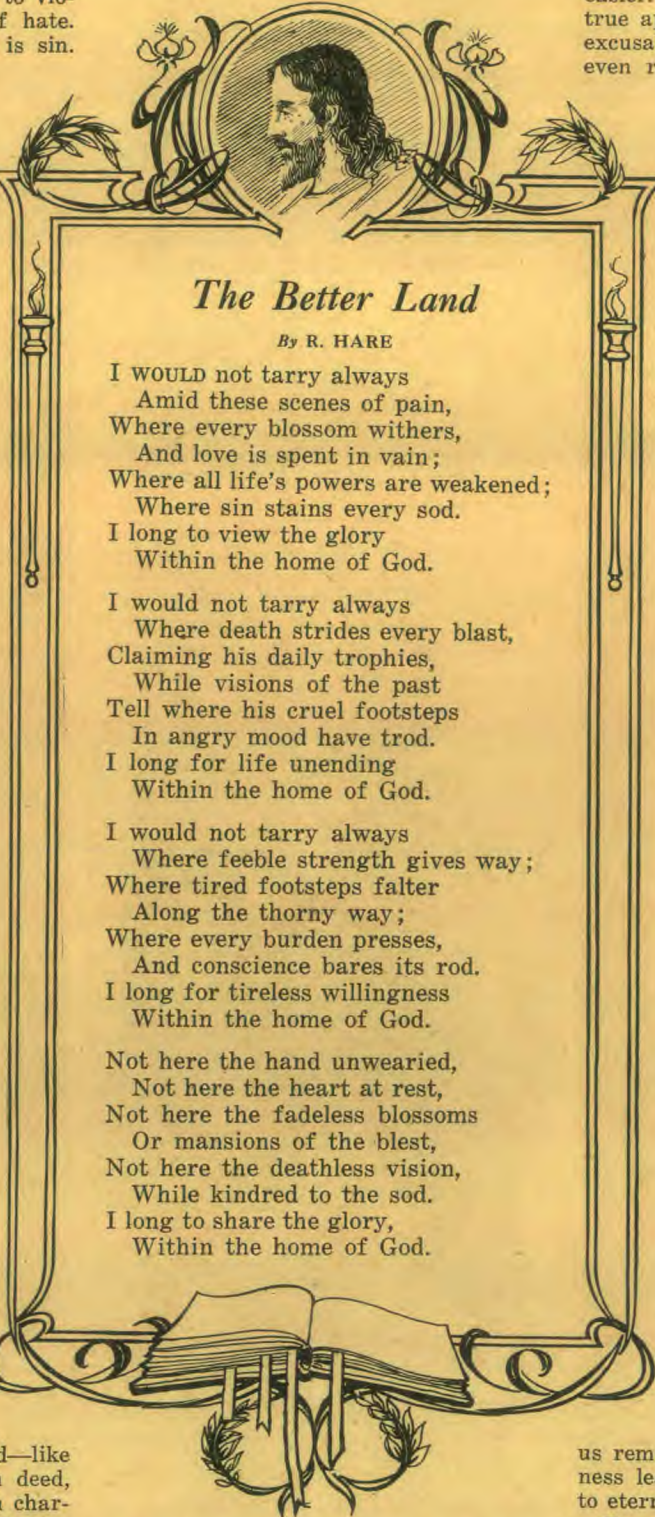 f hate.
is sin.
true
even
The Better Land
By R. HARE
I WOULD not tarry always
Amid these scenes of pain,
Where every blossom withers,
And love is spent in vain;
Where all life's powers are weakened;
Where sin stains every sod.
I long to view the glory
Within the home of God.
I would not tarry always
Where death strides every blast,
Claiming his daily trophies,
While visions of the past
Tell where his cruel footsteps
In angry mood have trod.
I long for life unending
Within the home of God.
I would not tarry always
Where feeble strength gives way;
Where tired footsteps falter
Along the thorny way;
Where every burden presses,
And conscience bares its rod.
I long for tireless willingness
Within the home of God.
Not here the hand unwearied,
Not here the heart at rest,
Not here the fadeless blossoms
Or mansions of the blest,
Not here the deathless vision,
While kindred to the sod.
I long to share the glory,
Within the home of God.
d—like
deed,
char-
us rem
ness le
to etern